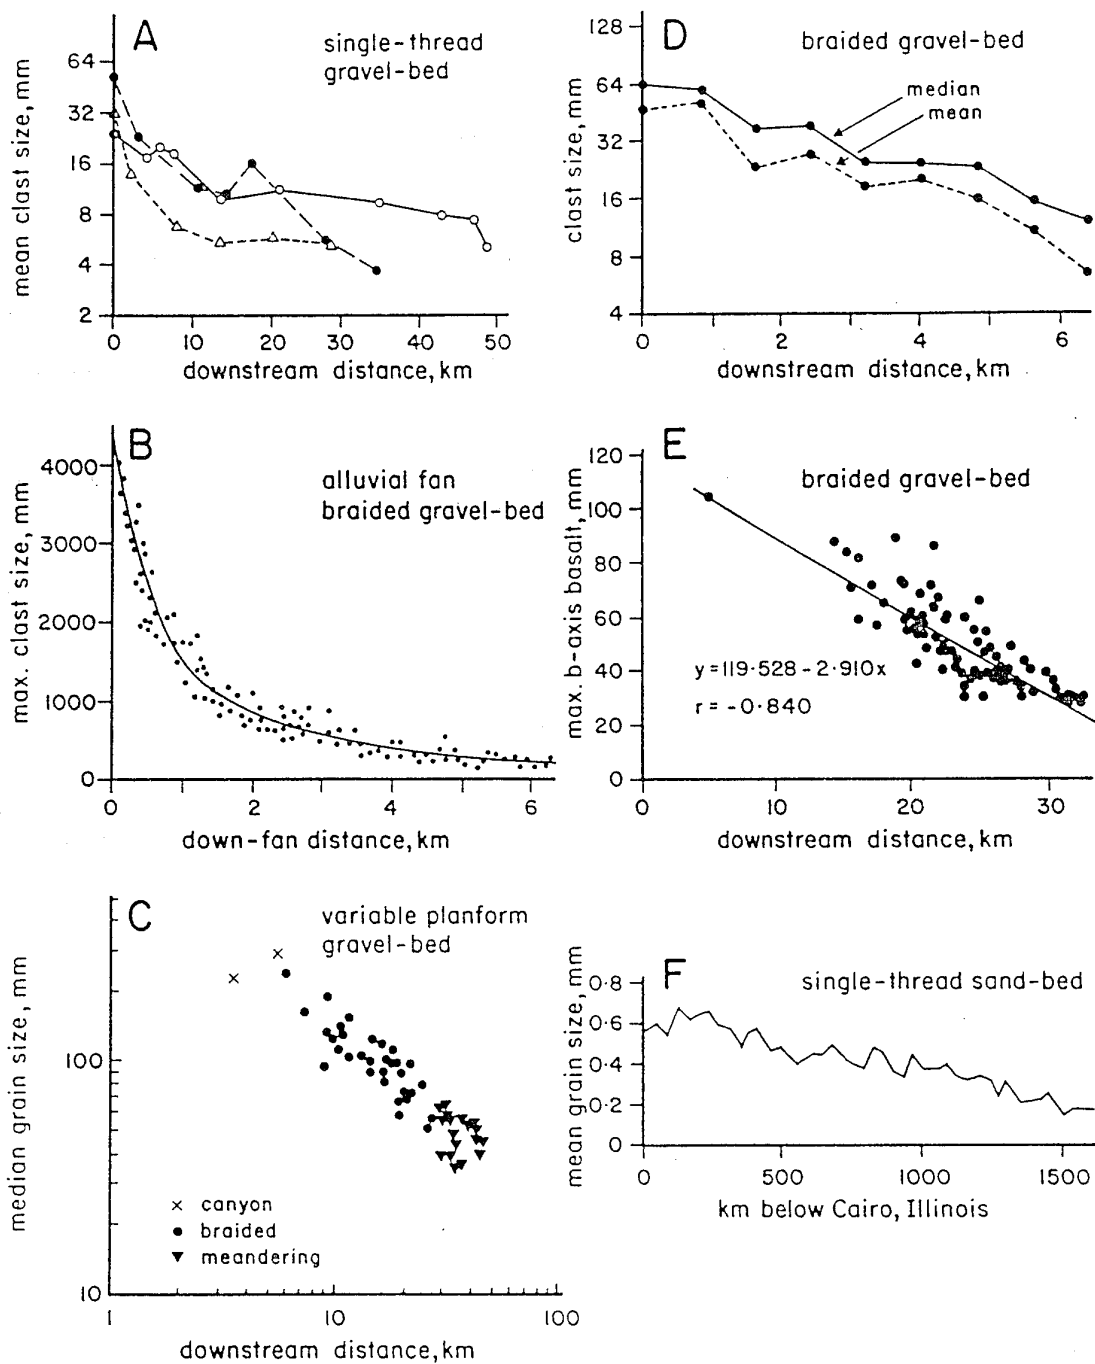 A
single-thread
gravel-bed
mean clast size, mm
64
32
16
8
4
2
0
10
20
30
40
50
downstream distance, km
D
braided gravel-bed
median
mean
clast size, mm
128
64
32
16
8
4
0
2
4
6
downstream distance, km
B
alluvial fan
braided gravel-bed
max. clast size, mm
4000
3000
2000
1000
0
0
1
2
3
4
5
6
down-fan distance, km
E
braided gravel-bed
max. b-axis basalt, mm
120
100
80
60
40
20
0
y=119·528-2·910x
r=-0·840
0
10
20
30
downstream distance, km
C
variable planform
gravel-bed
median grain size, mm
100
10
× canyon
● braided
▼ meandering
1
10
100
downstream distance, km
F
single-thread sand-bed
mean grain size, mm
0·8
0·6
0·4
0·2
0
0
500
1000
1500
km below Cairo, Illinois